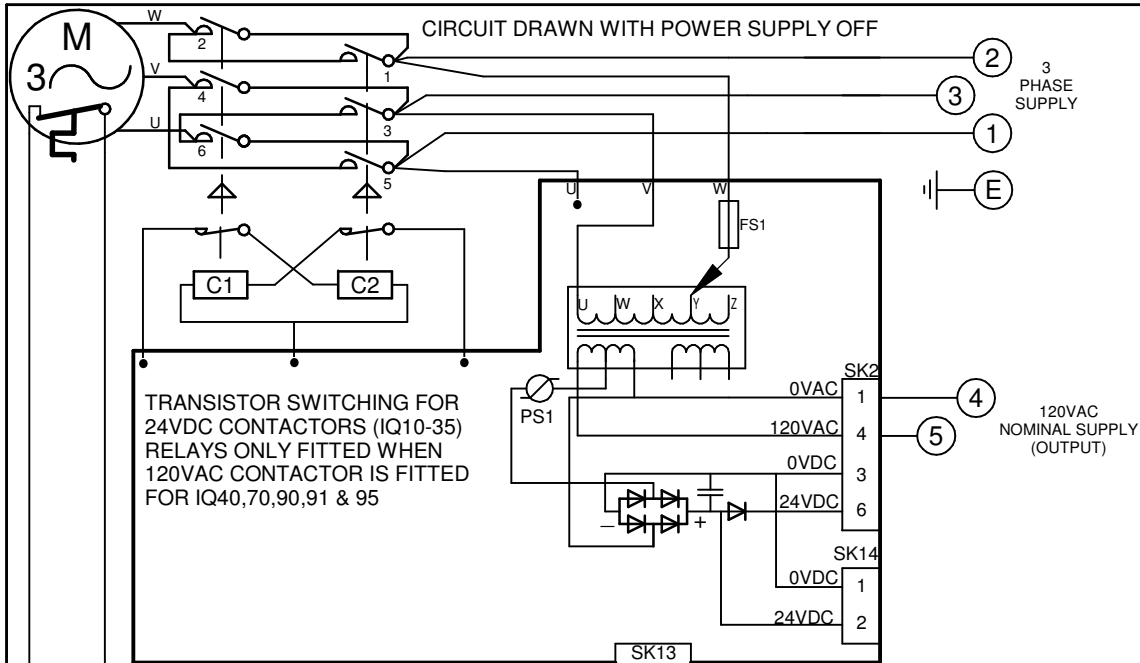 CIRCUIT DRAWN WITH POWER SUPPLY OFF
W
M
3
V
U
2
1
4
3
6
5
2
3
1
3
PHASE
SUPPLY
E
U
V
W
FS1
C1
C2
U
W
X
Y
Z
PS1
TRANSISTOR SWITCHING FOR
24VDC CONTACTORS (IQ10-35)
RELAYS ONLY FITTED WHEN
120VAC CONTACTOR IS FITTED
FOR IQ40,70,90,91 & 95
SK2
0VAC 1
120VAC 4
0VDC 3
24VDC 6
4
5
120VAC
NOMINAL SUPPLY
(OUTPUT)
− +
SK14
0VDC 1
24VDC 2
SK13